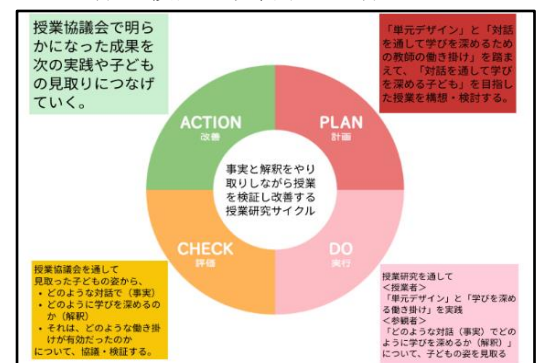 授業協議会で明ら
かになった成果を
次の実践や子ども
の見取りにつなげ
ていく。
「単元デザイン」と「対話
を通して学びを深めるため
の教師の働き掛け」を踏ま
えて、「対話を通して学び
を深める子ども」を目指し
た授業を構想・検討する。
ACTION
改善
PLAN
計画
事実と解釈をやり
取りしながら授業
を検証し改善する
授業研究サイクル
CHECK
評価
DO
実行
授業協議会を通して
見取った子どもの姿から、
• どのような対話で（事実）
• どのように学びを深めるの
か（解釈）
• それは、どのような働き掛
けが有効だったのか
について、協議・検証する。
授業研究を通して
＜授業者＞
「単元デザイン」と「学びを深め
る働き掛け」を実践
＜参観者＞
「どのような対話（事実）でどの
ように学びを深めるか（解釈）」
について、子どもの姿を見取る